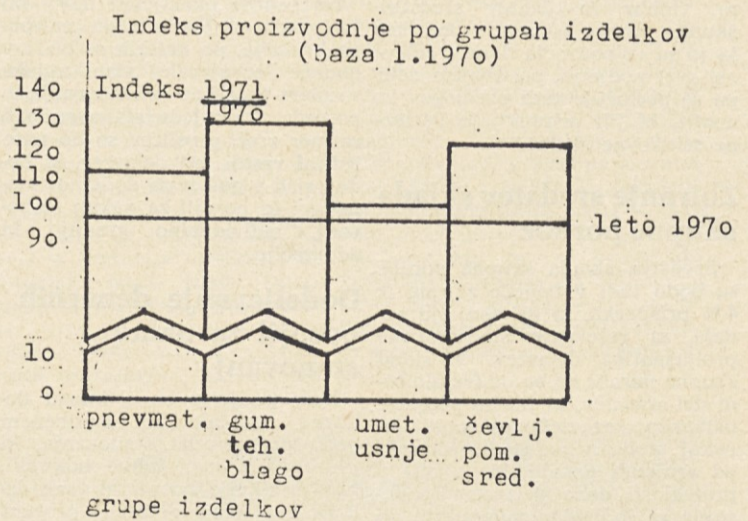 Indeks proizvodnje po grupah izdelkov
(baza l.197o)
14o
Indeks 1971
197o
13o
12o
11o
1oo
9o
leto 197o
1o
o
pnevmat. gum. umet. čevlj.
teh. usnje pom.
blago sred.
grupe izdelkov